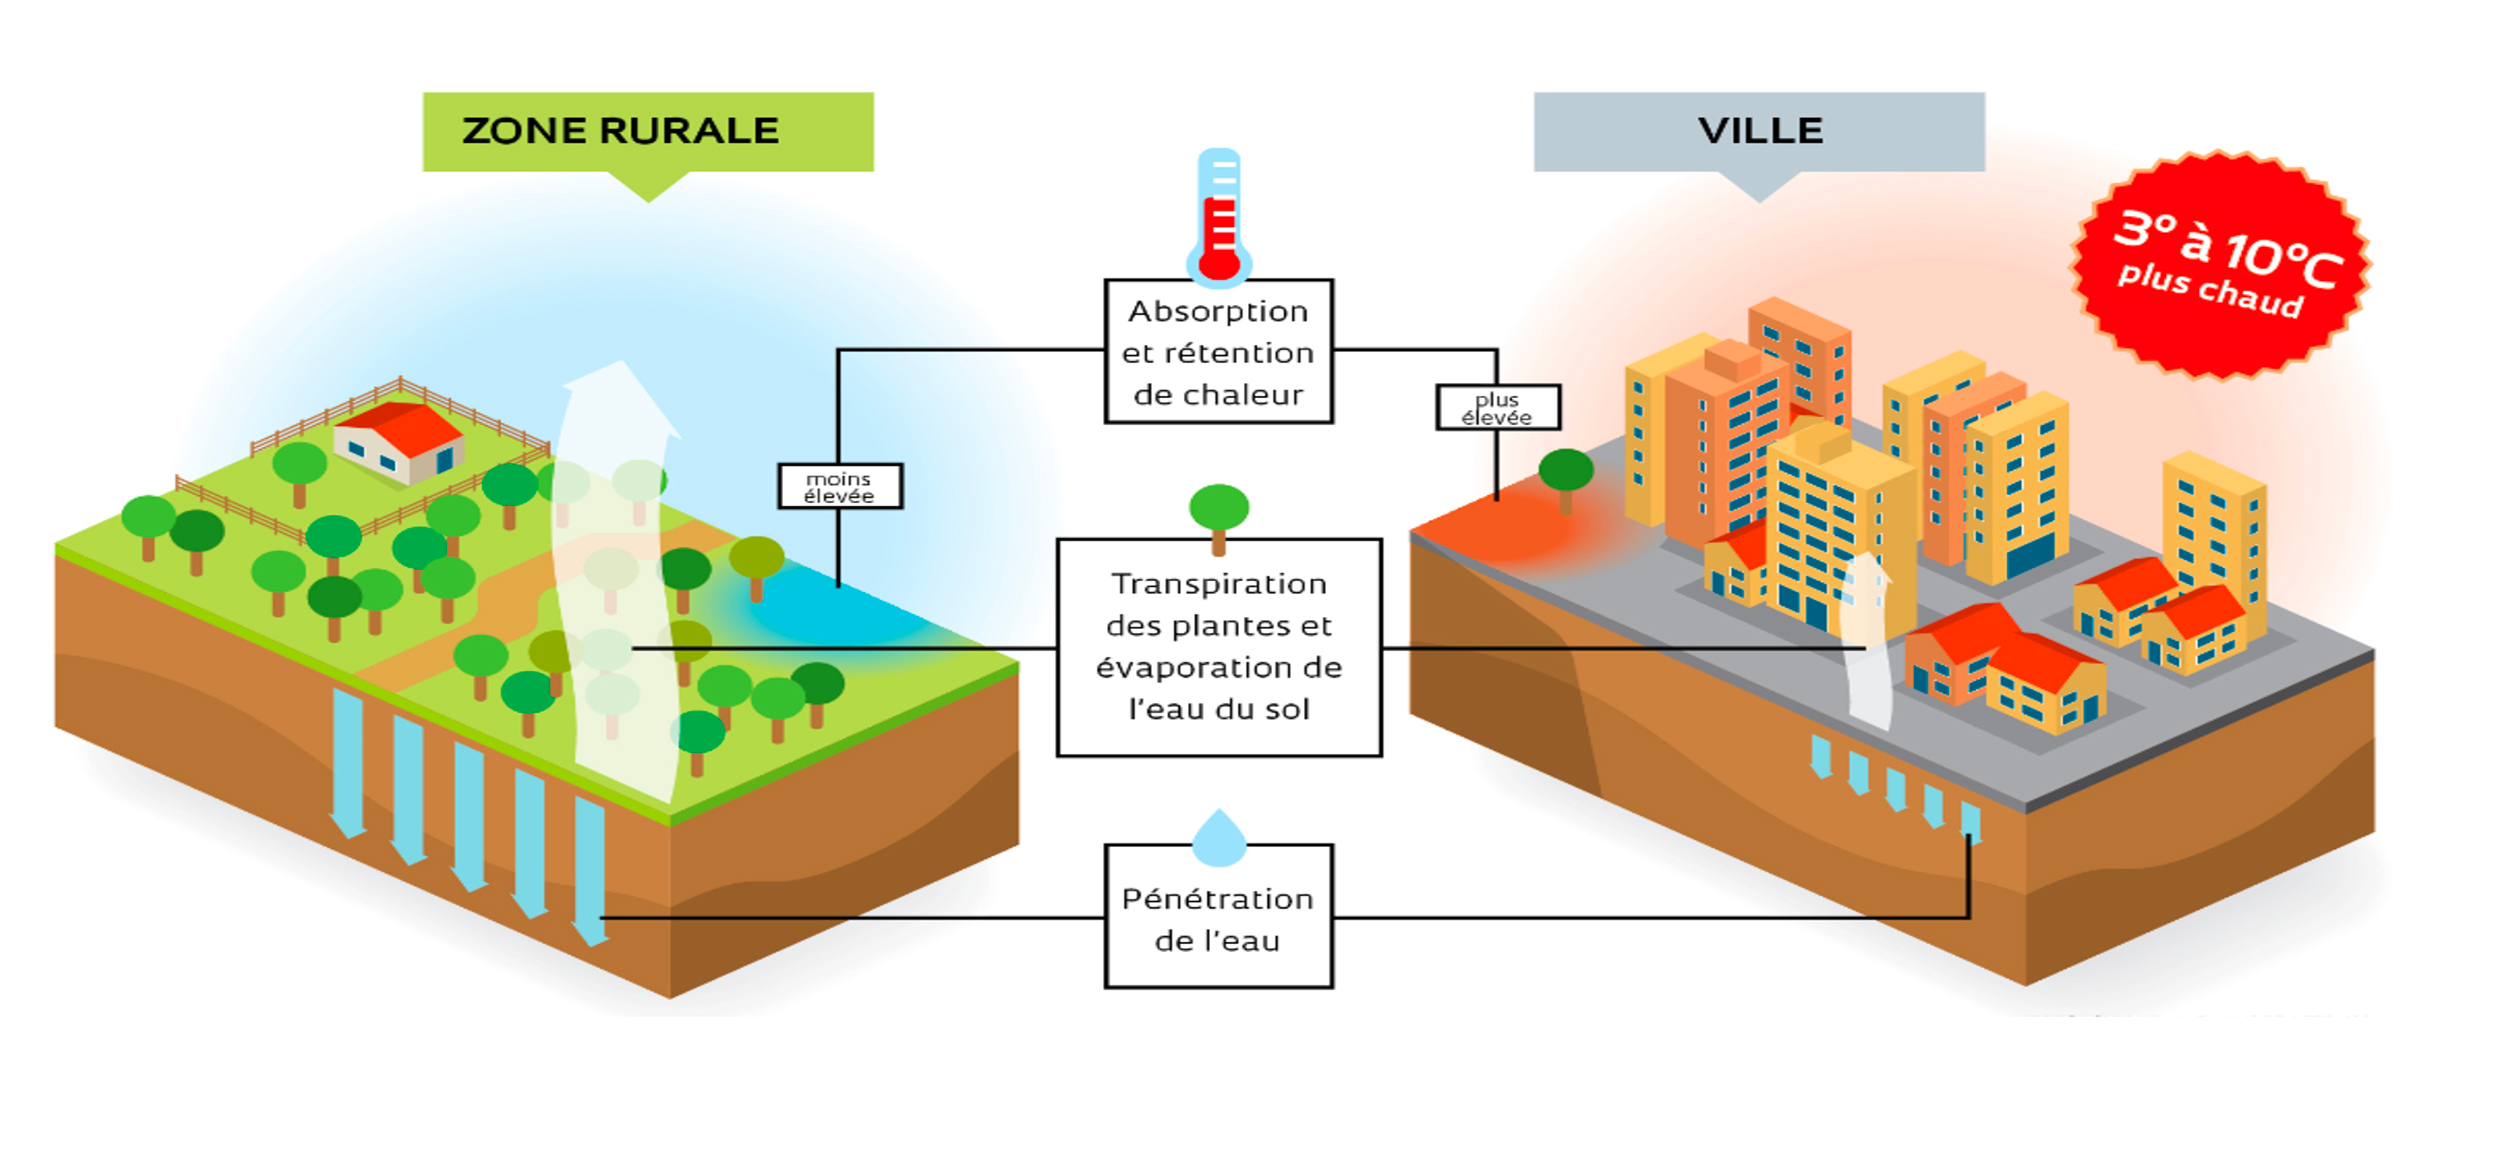 ZONE RURALE
VILLE
3° à 10°C
plus chaud
Absorption
et rétention
de chaleur
moins
élevée
plus
élevée
Transpiration
des plantes et
évaporation de
l'eau du sol
Pénétration
de l'eau